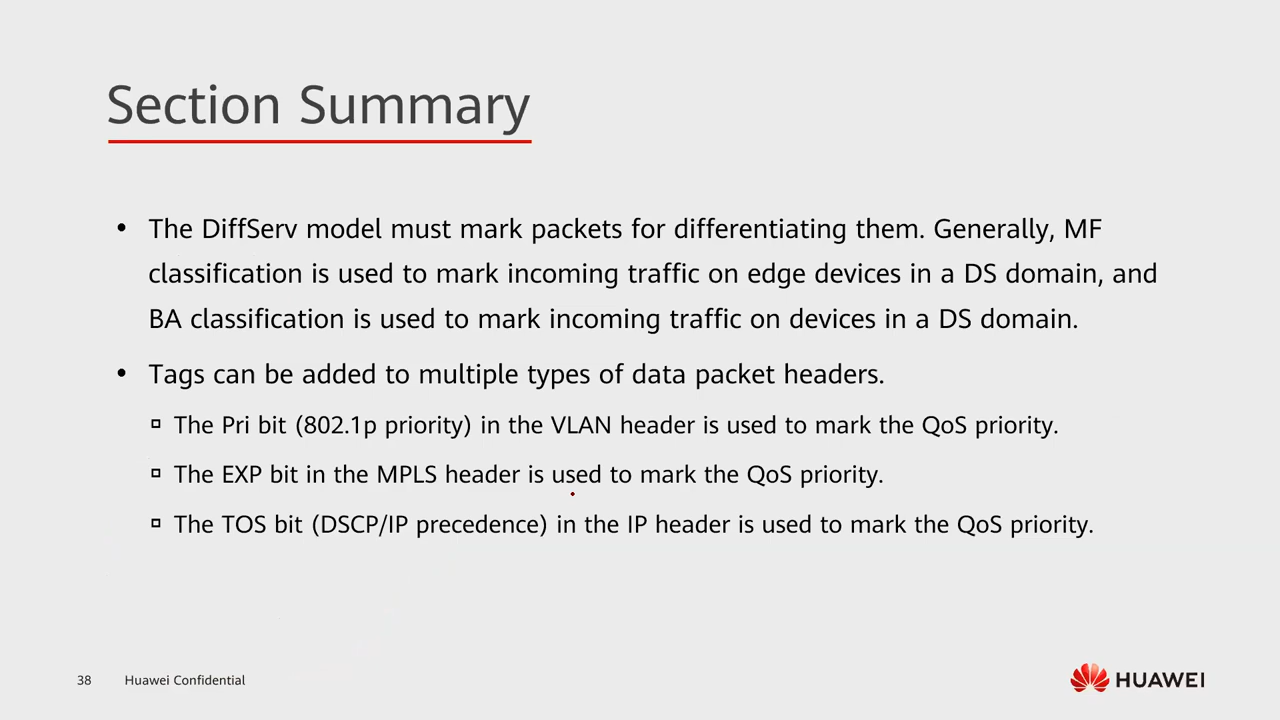 Section Summary
• The DiffServ model must mark packets for differentiating them. Generally, MF
classification is used to mark incoming traffic on edge devices in a DS domain, and
BA classification is used to mark incoming traffic on devices in a DS domain.
• Tags can be added to multiple types of data packet headers.
▫ The Pri bit (802.1p priority) in the VLAN header is used to mark the QoS priority.
▫ The EXP bit in the MPLS header is used to mark the QoS priority.
▫ The TOS bit (DSCP/IP precedence) in the IP header is used to mark the QoS priority.
38 Huawei Confidential
HUAWEI